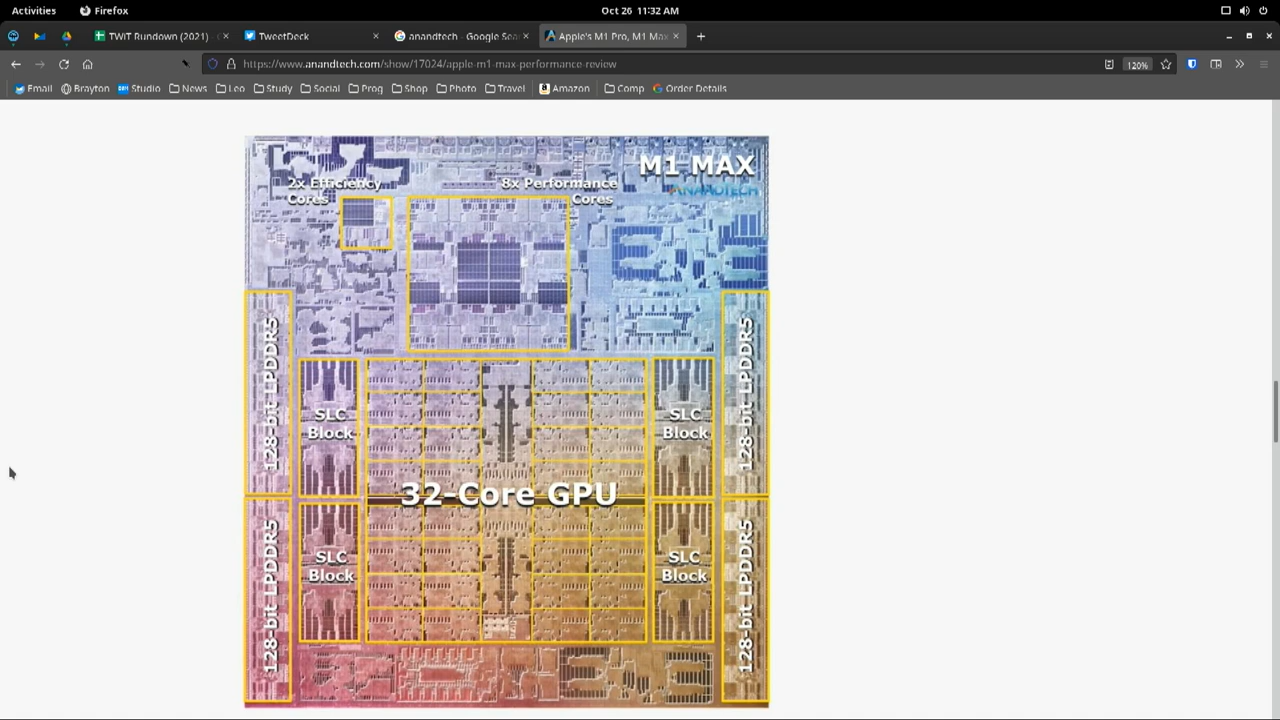 Activities
Firefox
Oct 26 11:32 AM
TWiT Rundown (2021) -
TweetDeck
anandtech - Google Sea
Apple's M1 Pro, M1 Max
https://www.anandtech.com/show/17024/apple-m1-max-performance-review
120%
Email
Brayton
Studio
News
Leo
Study
Social
Prog
Shop
Photo
Travel
Amazon
Comp
Order Details
M1 MAX
ANANDTECH
2x Efficiency
Cores
8x Performance
Cores
128-bit LPDDR5
128-bit LPDDR5
SLC
Block
SLC
Block
32-Core GPU
128-bit LPDDR5
128-bit LPDDR5
SLC
Block
SLC
Block